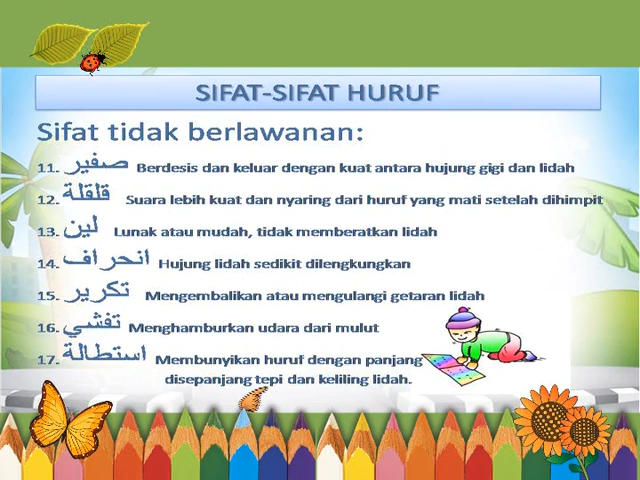 SIFAT-SIFAT HURUF
Sifat tidak berlawanan:
11. صفير Berdesis dan keluar dengan kuat antara hujung gigi dan lidah
12. قلقلة Suara lebih kuat dan nyaring dari huruf yang mati setelah dihimpit
13. لين Lunak atau mudah, tidak memberatkan lidah
14. انحراف Hujung lidah sedikit dilengkungkan
15. تكرير Mengembalikan atau mengulangi getaran lidah
16. تفشي Menghamburkan udara dari mulut
17. استطالة Membunyikan huruf dengan panjang
disepanjang tepi dan keliling lidah.